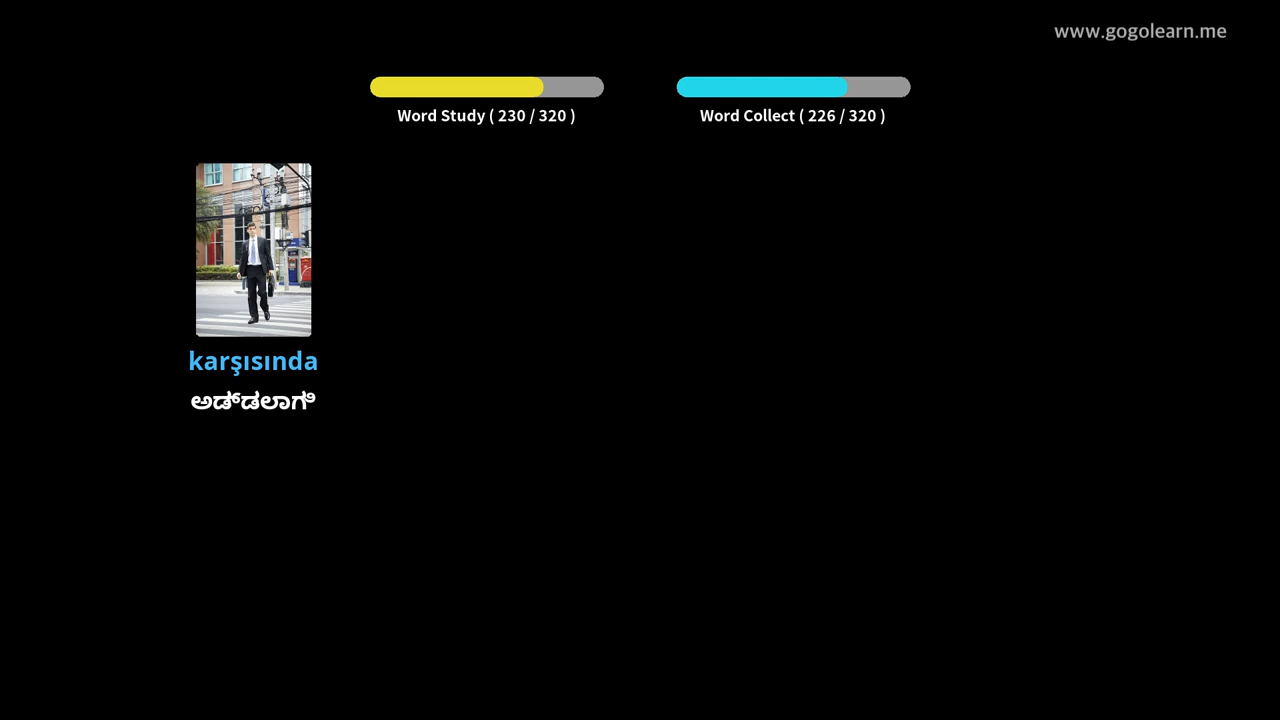 www.gogolearn.me
Word Study ( 230 / 320 )
Word Collect ( 226 / 320 )
karşısında
ಅಡ್ಡಲಾಗಿ